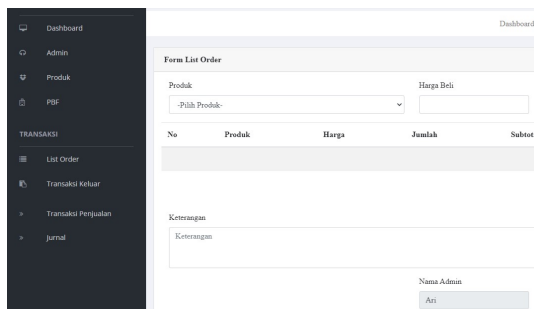 Dashboard
Admin
Produk
PBF
TRANSAKSI
List Order
Transaksi Keluar
Transaksi Penjualan
Jurnal
Dashboard
Form List Order
Produk
Harga Beli
-Pilih Produk-
No Produk Harga Jumlah Subtot
Keterangan
Keterangan
Nama Admin
Ari